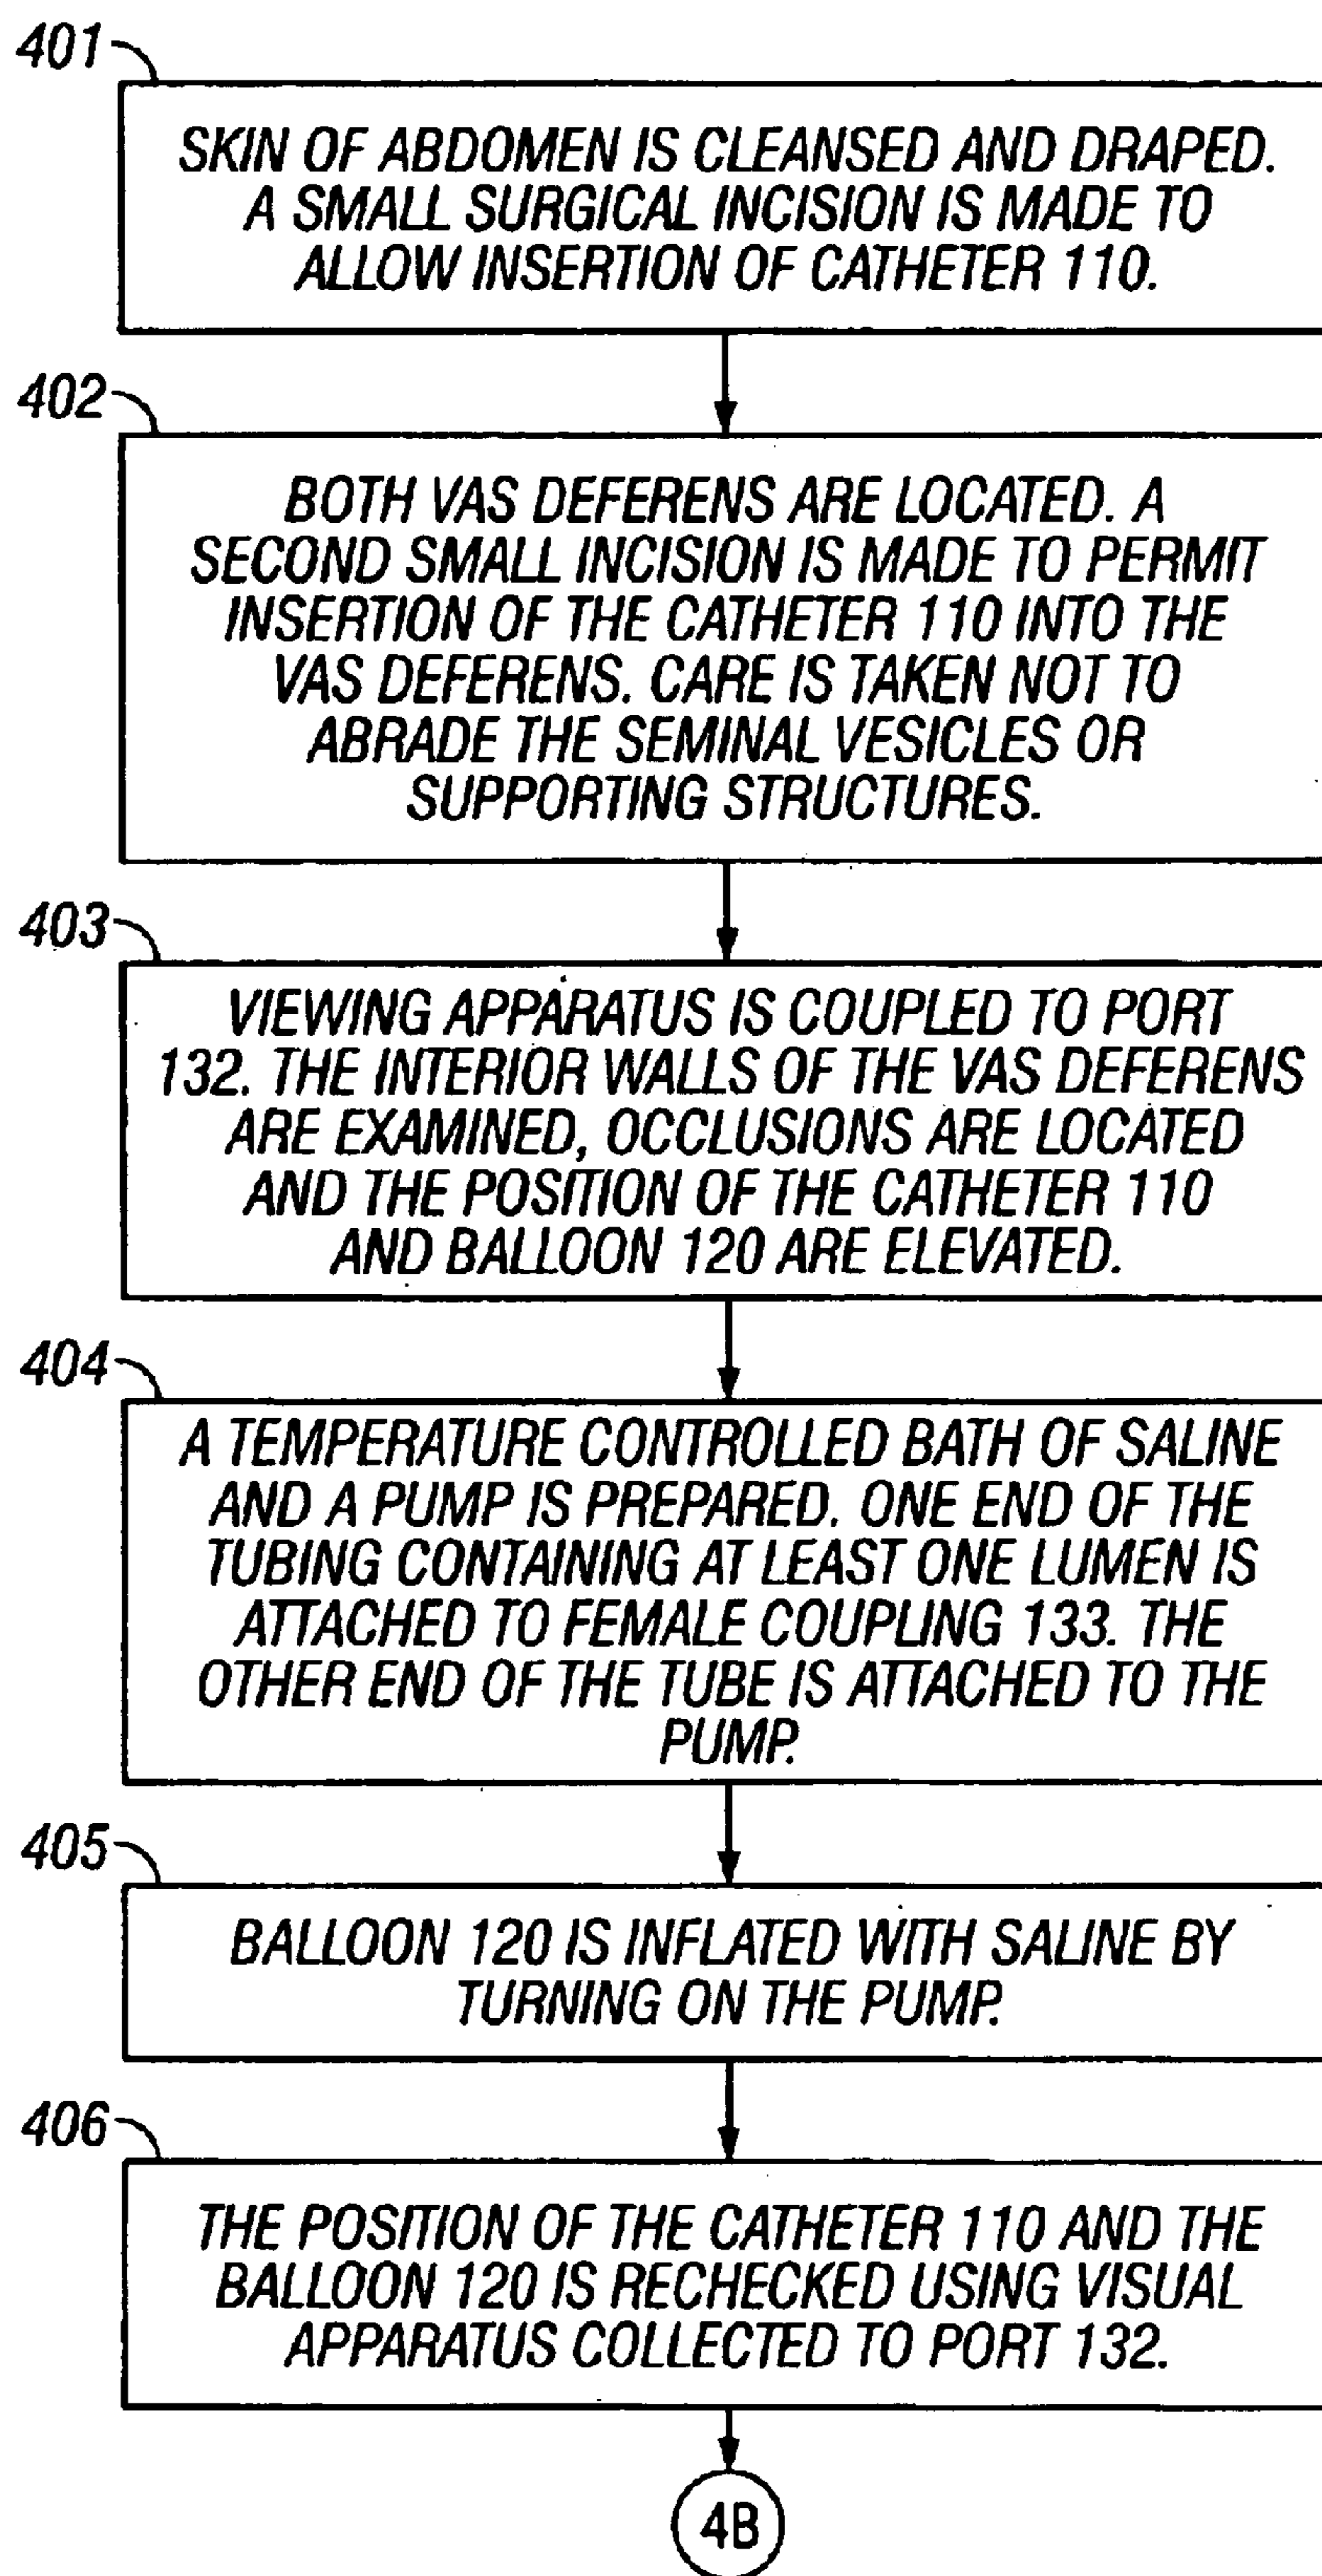 401
SKIN OF ABDOMEN IS CLEANSED AND DRAPED.
A SMALL SURGICAL INCISION IS MADE TO
ALLOW INSERTION OF CATHETER 110.
402
BOTH VAS DEFERENS ARE LOCATED. A
SECOND SMALL INCISION IS MADE TO PERMIT
INSERTION OF THE CATHETER 110 INTO THE
VAS DEFERENS. CARE IS TAKEN NOT TO
ABRADE THE SEMINAL VESICLES OR
SUPPORTING STRUCTURES.
403
VIEWING APPARATUS IS COUPLED TO PORT
132. THE INTERIOR WALLS OF THE VAS DEFERENS
ARE EXAMINED, OCCLUSIONS ARE LOCATED
AND THE POSITION OF THE CATHETER 110
AND BALLOON 120 ARE ELEVATED.
404
A TEMPERATURE CONTROLLED BATH OF SALINE
AND A PUMP IS PREPARED. ONE END OF THE
TUBING CONTAINING AT LEAST ONE LUMEN IS
ATTACHED TO FEMALE COUPLING 133. THE
OTHER END OF THE TUBE IS ATTACHED TO THE
PUMP.
405
BALLOON 120 IS INFLATED WITH SALINE BY
TURNING ON THE PUMP.
406
THE POSITION OF THE CATHETER 110 AND THE
BALLOON 120 IS RECHECKED USING VISUAL
APPARATUS COLLECTED TO PORT 132.
4B